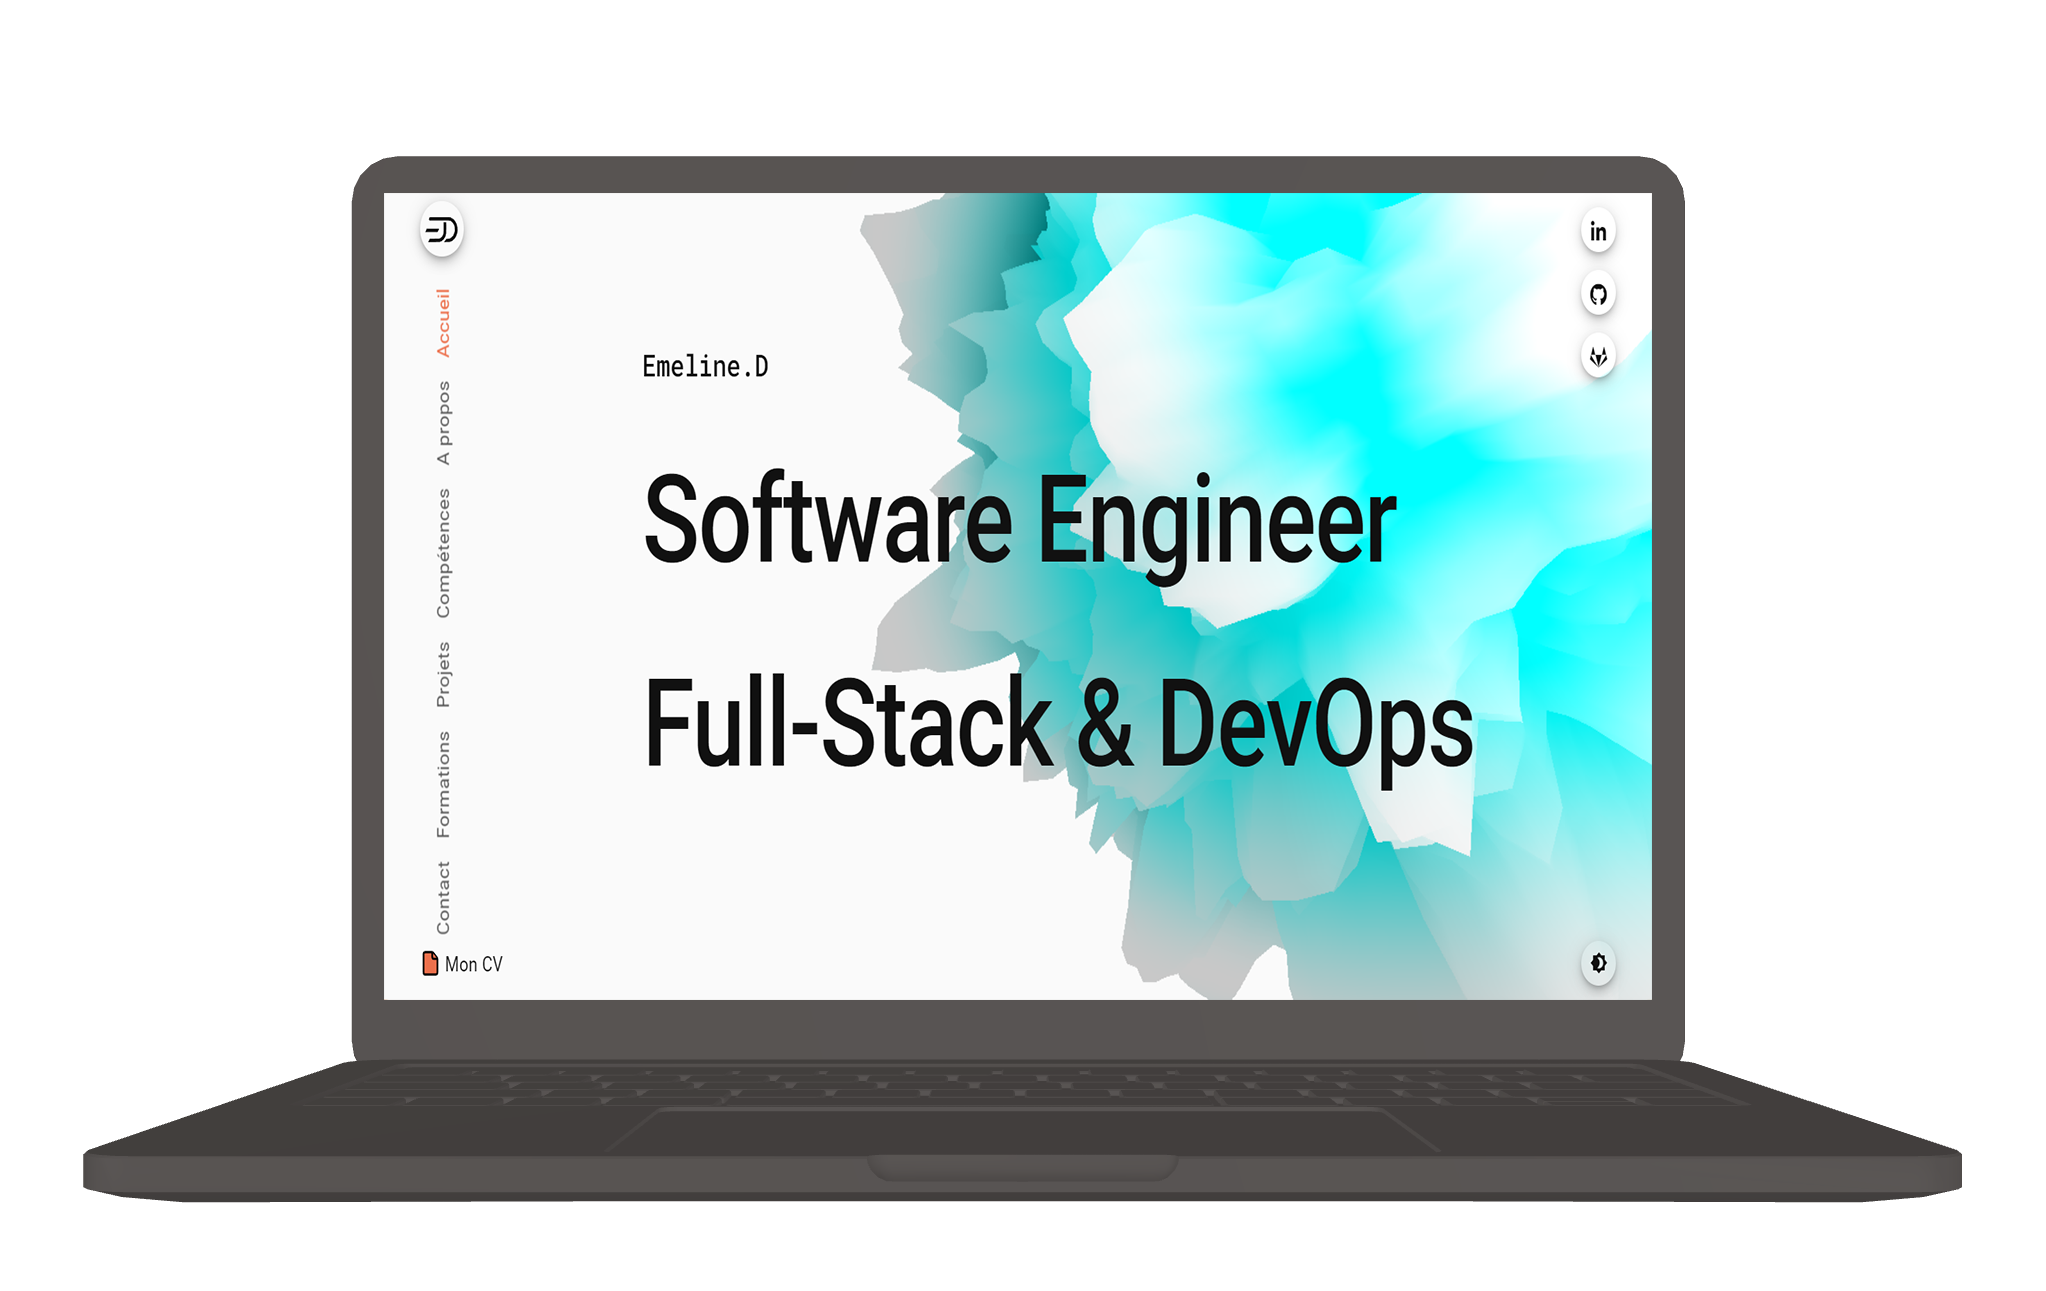 Accueil
A propos
Compétences
Projets
Formations
Contact
Mon CV
Emeline.D
Software Engineer
Full-Stack & DevOps
in